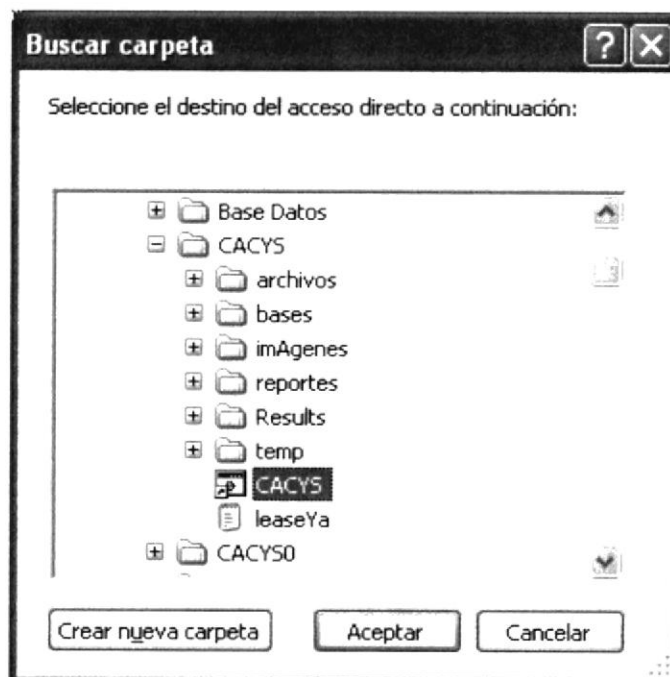 Buscar carpeta
Seleccione el destino del acceso directo a continuación:
Base Datos
CACYS
archivos
bases
imAgenes
reportes
Results
temp
CACYS
leaseYa
CACYS0
Crear nueva carpeta Aceptar Cancelar